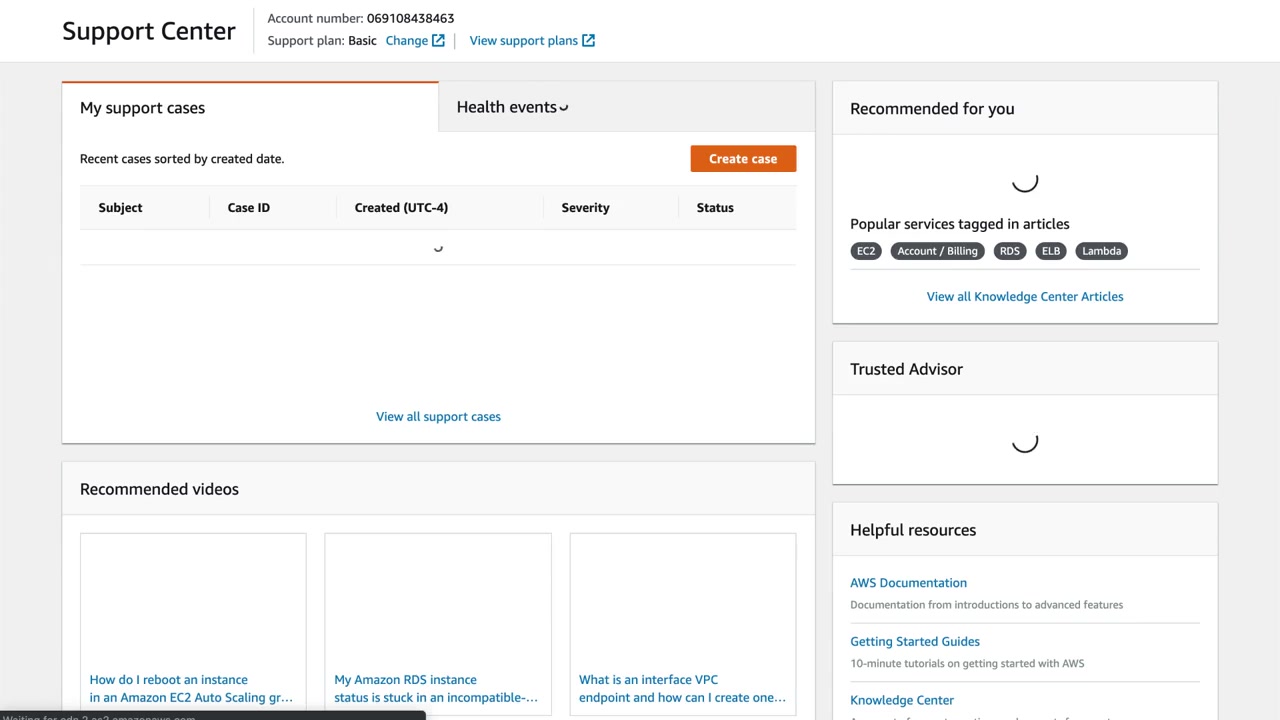 Support Center
Account number: 069108438463
Support plan: Basic Change View support plans
My support cases
Health events
Recent cases sorted by created date.
Create case
Subject Case ID Created (UTC-4) Severity Status
View all support cases
Recommended videos
How do I reboot an instance
in an Amazon EC2 Auto Scaling gr...
My Amazon RDS instance
status is stuck in an incompatible-...
What is an interface VPC
endpoint and how can I create one...
Recommended for you
Popular services tagged in articles
EC2 Account / Billing RDS ELB Lambda
View all Knowledge Center Articles
Trusted Advisor
Helpful resources
AWS Documentation
Documentation from introductions to advanced features
Getting Started Guides
10-minute tutorials on getting started with AWS
Knowledge Center